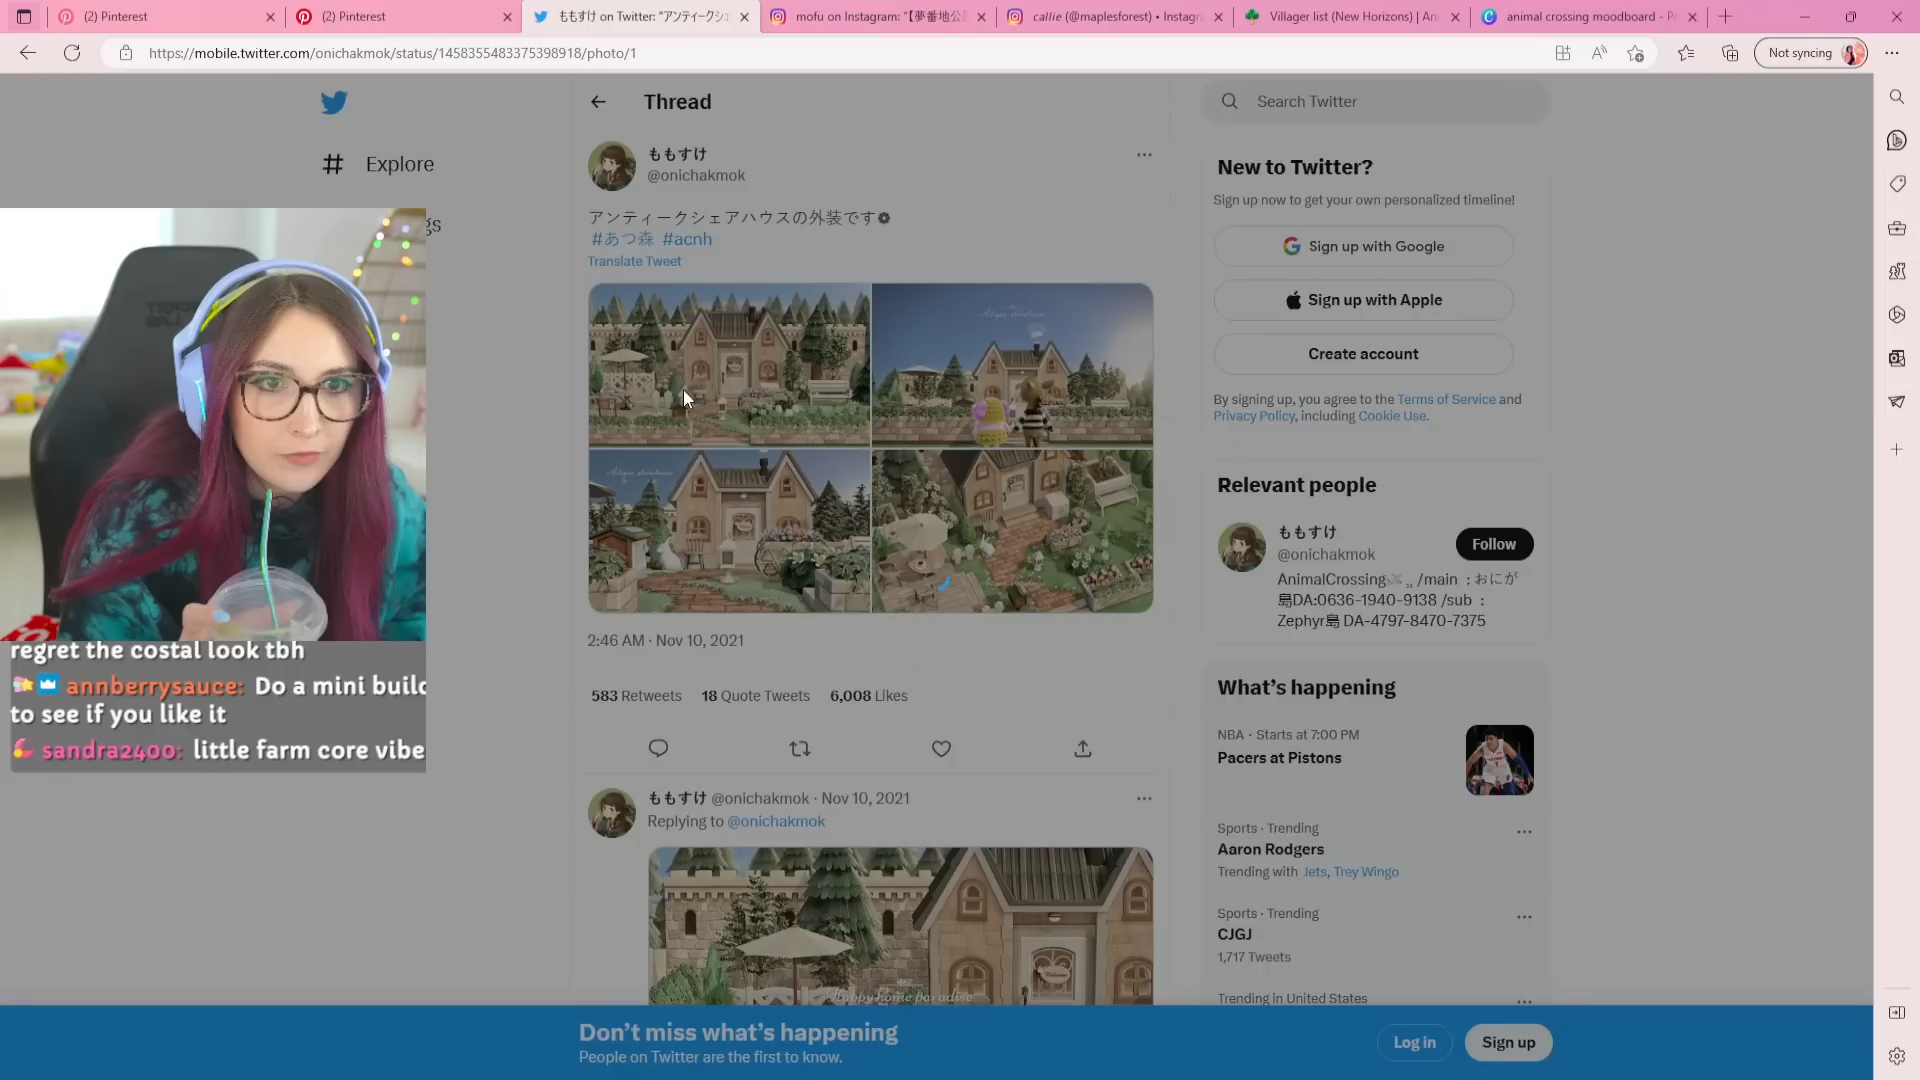 (2) Pinterest
(2) Pinterest
ももすけ on Twitter: "アンティークシェ
mofu on Instagram: "【夢番地公
callie (@maplesforest) • Instagr
Villager list (New Horizons) | Ani
animal crossing moodboard - P
https://mobile.twitter.com/onichakmok/status/1458355483375398918/photo/1
Not syncing
Explore
gs
Thread
ももすけ
@onichakmok
アンティークシェアハウスの外装です
#あつ森 #acnh
Translate Tweet
Antique sharehouse
Antique sharehouse
2:46 AM · Nov 10, 2021
583 Retweets 18 Quote Tweets 6,008 Likes
ももすけ @onichakmok · Nov 10, 2021
Replying to @onichakmok
Welcome
happy home paradise
Search Twitter
New to Twitter?
Sign up now to get your own personalized timeline!
Sign up with Google
Sign up with Apple
Create account
By signing up, you agree to the Terms of Service and
Privacy Policy, including Cookie Use.
Relevant people
ももすけ
@onichakmok
Follow
AnimalCrossing /main : おにが
島DA:0636-1940-9138 /sub :
Zephyr島 DA-4797-8470-7375
What's happening
NBA · Starts at 7:00 PM
Pacers at Pistons
Sports · Trending
Aaron Rodgers
Trending with Jets, Trey Wingo
Sports · Trending
CJGJ
1,717 Tweets
Trending in United States
regret the costal look tbh
annberrysauce: Do a mini build
to see if you like it
sandra2400: little farm core vibe
Don't miss what's happening
People on Twitter are the first to know.
Log in
Sign up